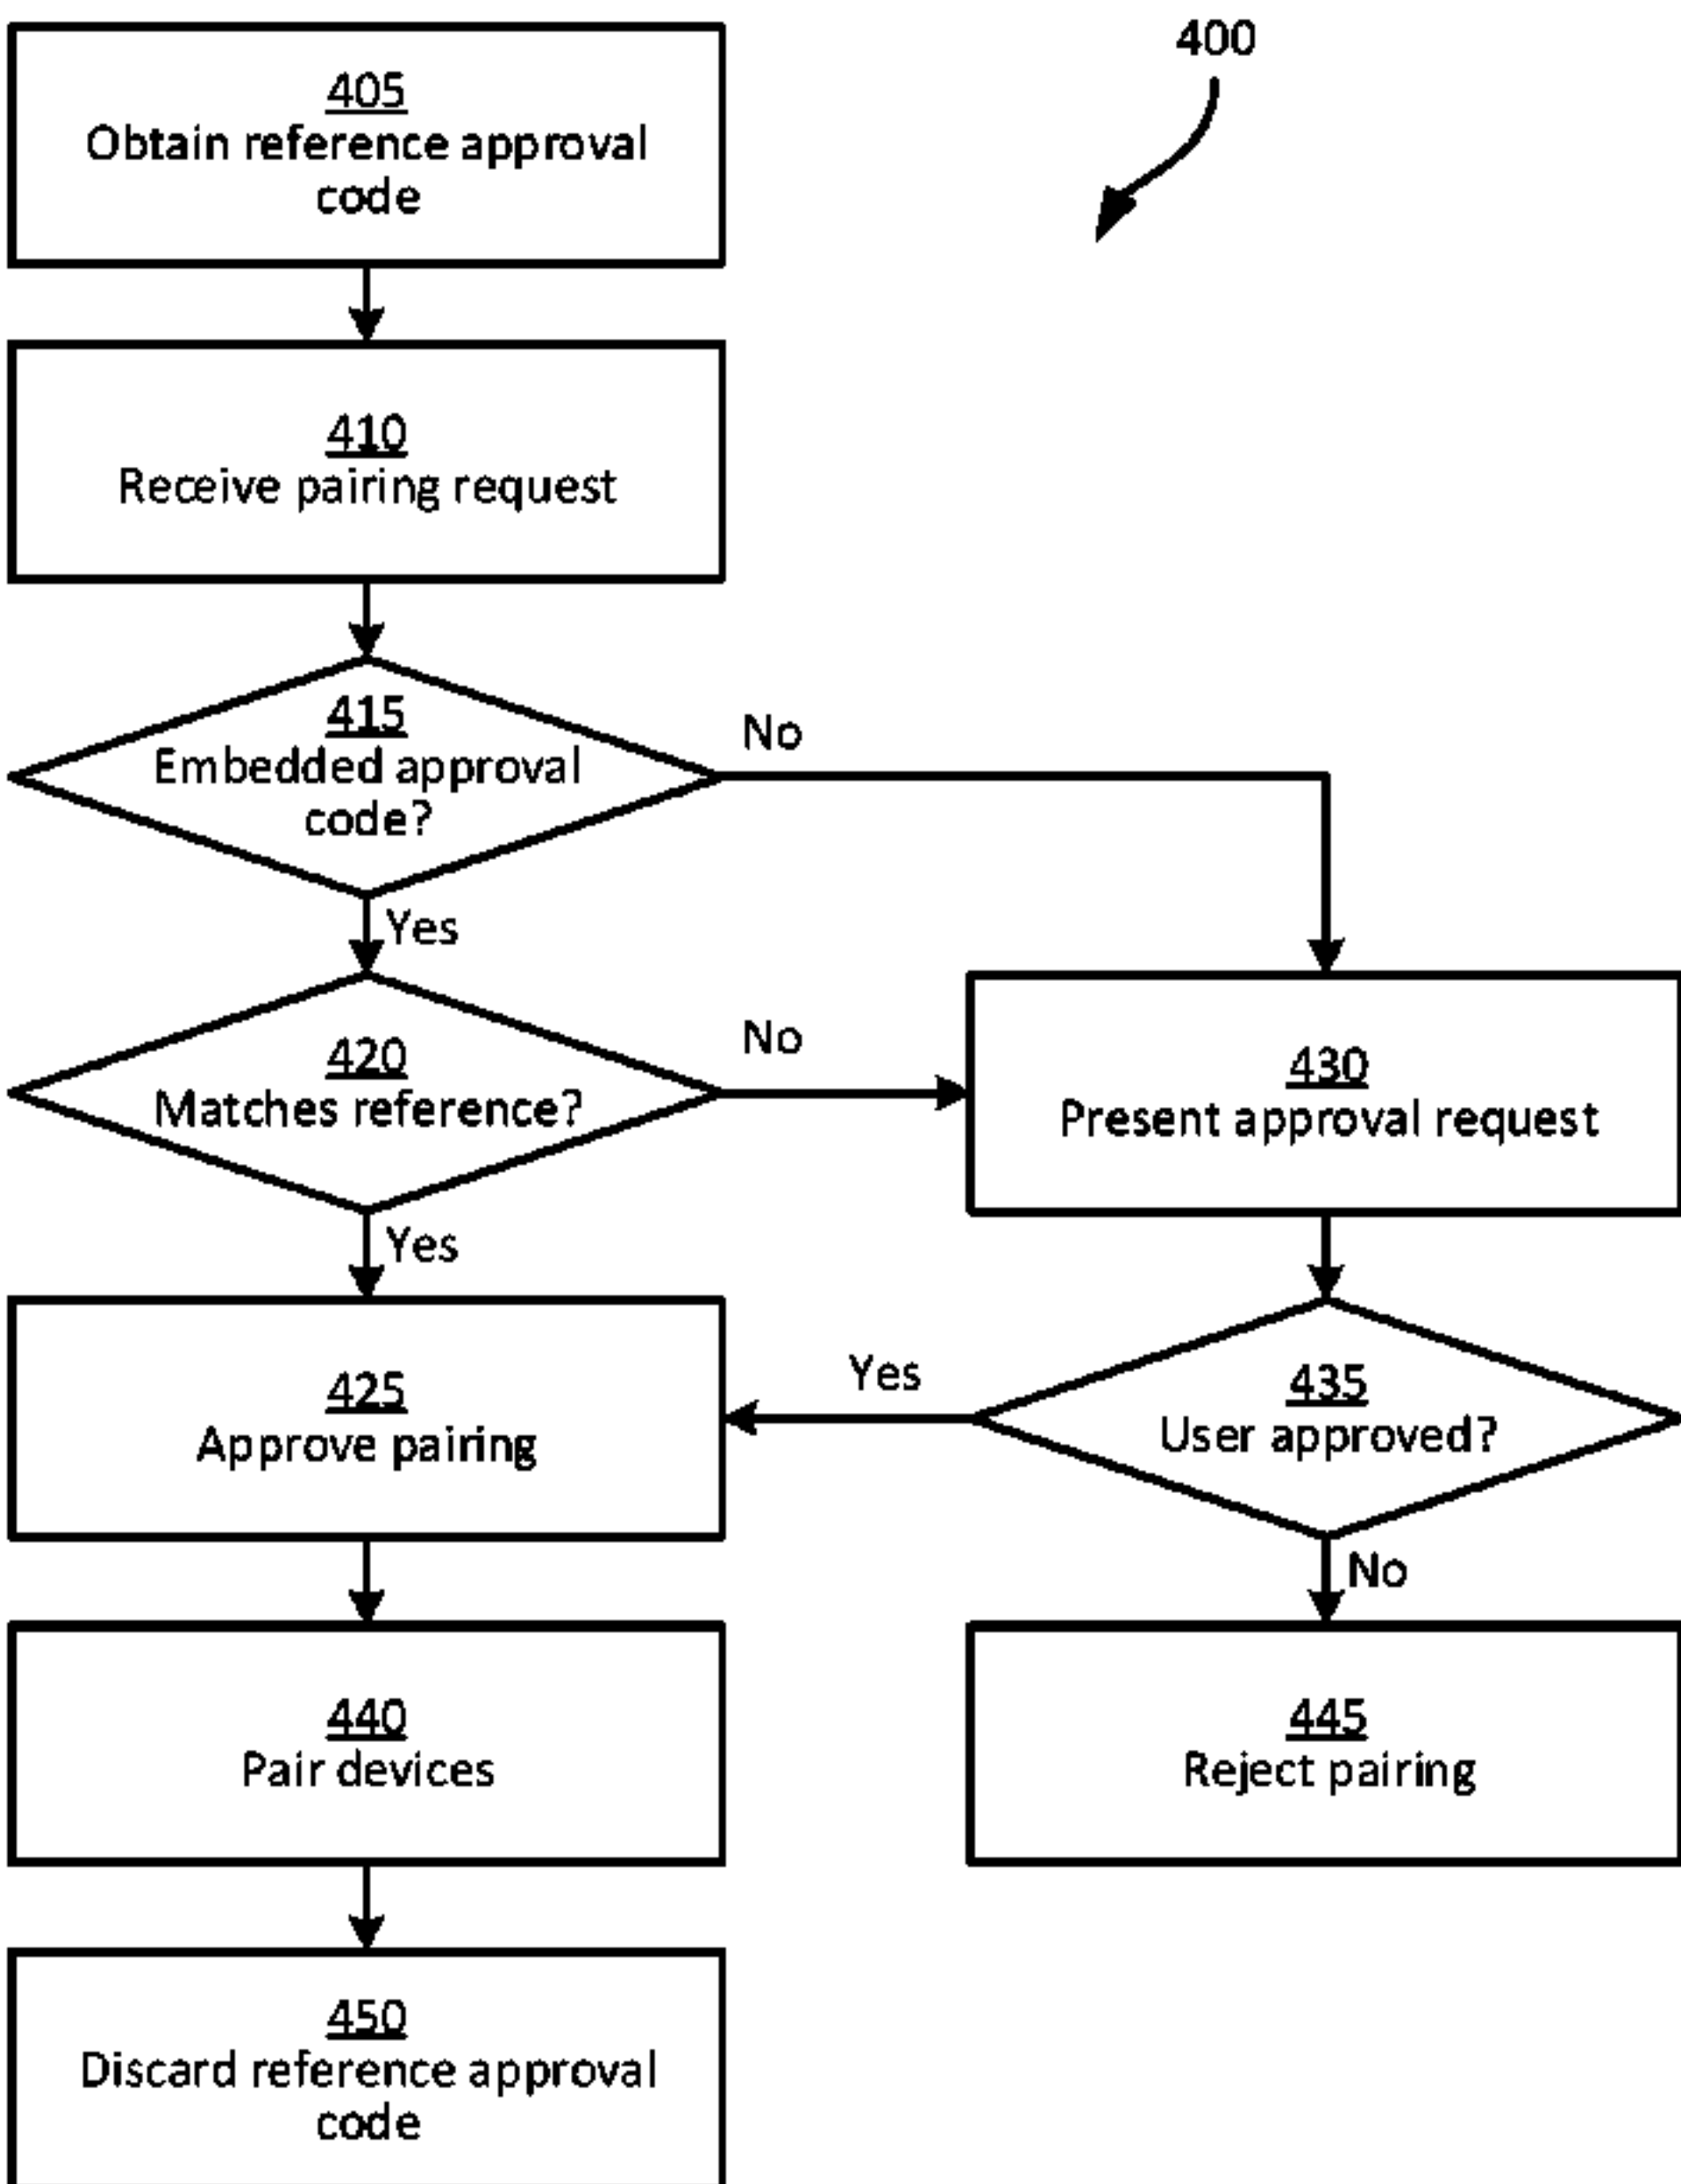 400
405
Obtain reference approval
code
410
Receive pairing request
415
Embedded approval
code?
No
Yes
420
Matches reference?
No
Yes
430
Present approval request
425
Approve pairing
Yes
435
User approved?
No
440
Pair devices
445
Reject pairing
450
Discard reference approval
code